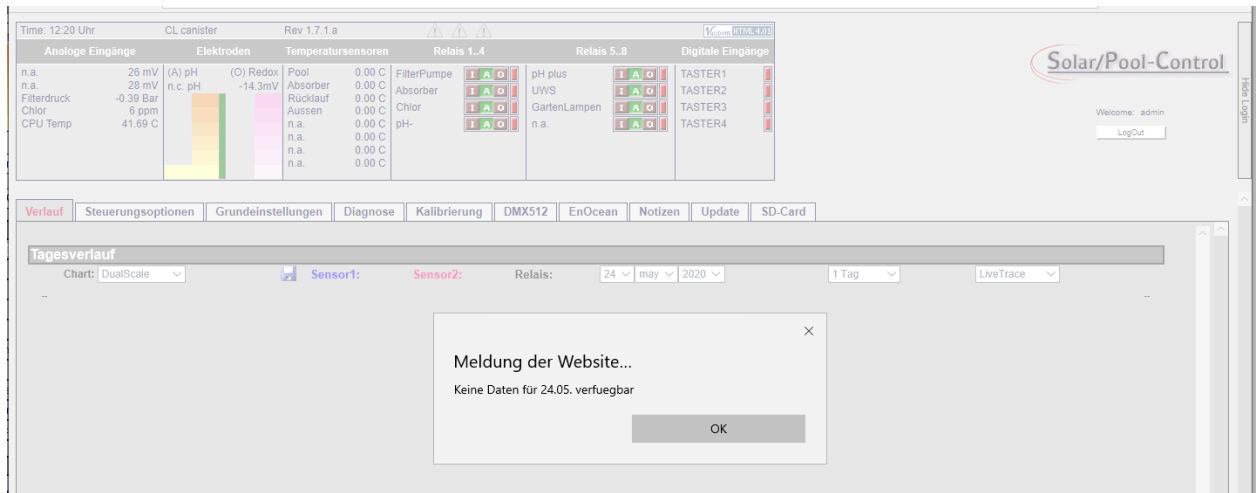 Time: 12:20 Uhr CL canister Rev 1.7.1.a HTML 4.01
Analoge Eingänge Elektroden Temperatursensoren Relais 1..4 Relais 5..8 Digitale Eingänge
n.a. 26 mV (A) pH (O) Redox Pool 0.00 C FilterPumpe I A O pH plus I A O TASTER1
n.a. 28 mV n.c. pH -14.3mV Absorber 0.00 C Absorber I A O UWS I A O TASTER2
Filterdruck -0.39 Bar Rücklauf 0.00 C Chlor I A O GartenLampen I A O TASTER3
Chlor 6 ppm Aussen 0.00 C pH- I A O n.a. I A O TASTER4
CPU Temp 41.69 C n.a. 0.00 C
n.a. 0.00 C
n.a. 0.00 C
n.a. 0.00 C
Solar/Pool-Control
Welcome: admin
LogOut
Hide Login
Verlauf Steuerungsoptionen Grundeinstellungen Diagnose Kalibrierung DMX512 EnOcean Notizen Update SD-Card
Tagesverlauf
Chart: DualScale Sensor1: Sensor2: Relais: 24 may 2020 1 Tag LiveTrace
-- --
Meldung der Website...
Keine Daten für 24.05. verfuegbar
OK